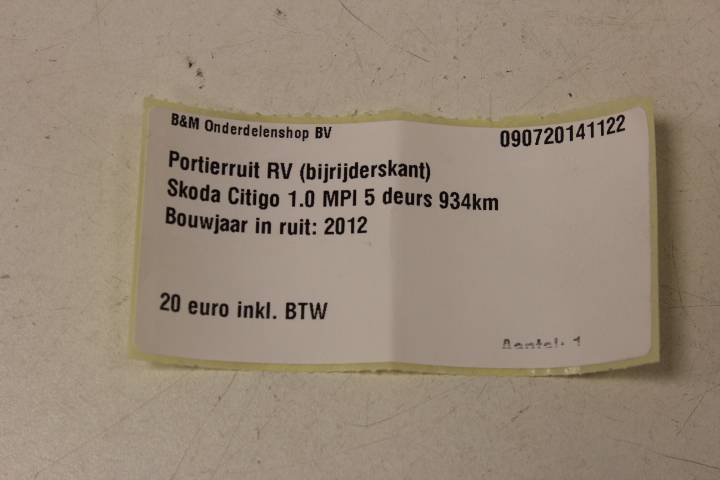 B&M Onderdelenshop BV
090720141122
Portierruit RV (bijrijderskant)
Skoda Citigo 1.0 MPI 5 deurs 934km
Bouwjaar in ruit: 2012
20 euro inkl. BTW
Aantal: 1